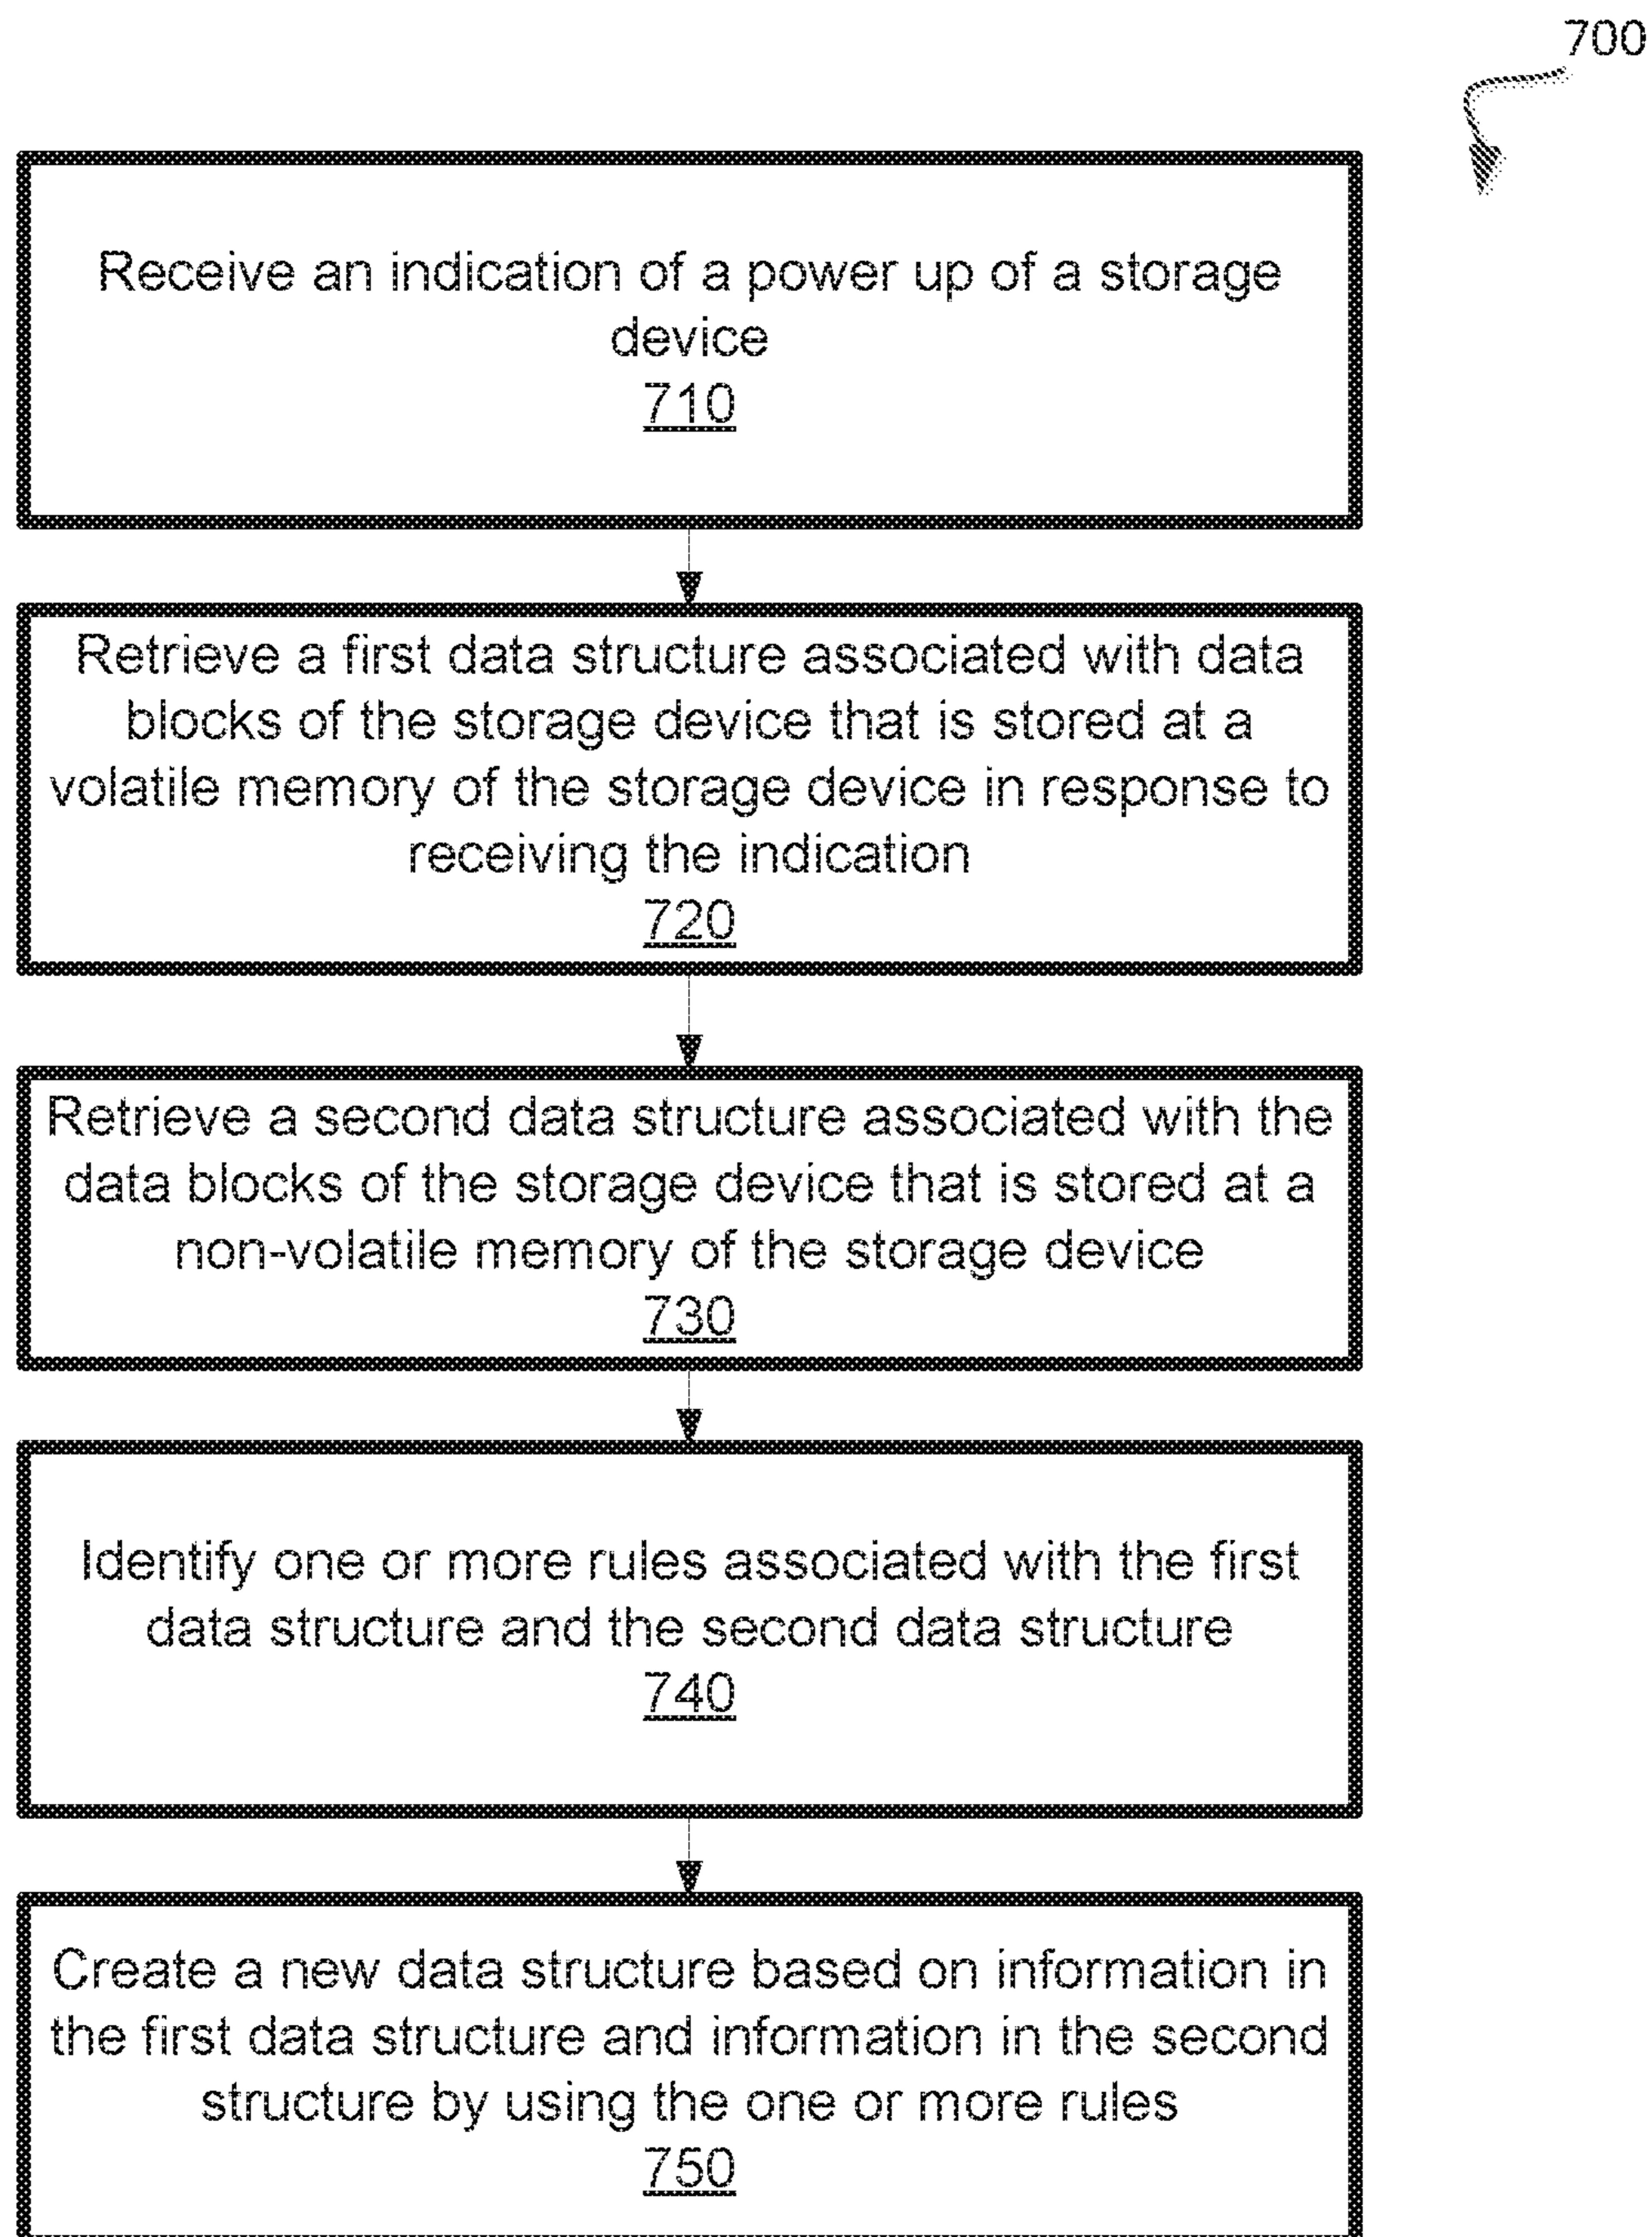 700
Receive an indication of a power up of a storage
device
710
Retrieve a first data structure associated with data
blocks of the storage device that is stored at a
volatile memory of the storage device in response to
receiving the indication
720
Retrieve a second data structure associated with the
data blocks of the storage device that is stored at a
non-volatile memory of the storage device
730
Identify one or more rules associated with the first
data structure and the second data structure
740
Create a new data structure based on information in
the first data structure and information in the second
structure by using the one or more rules
750